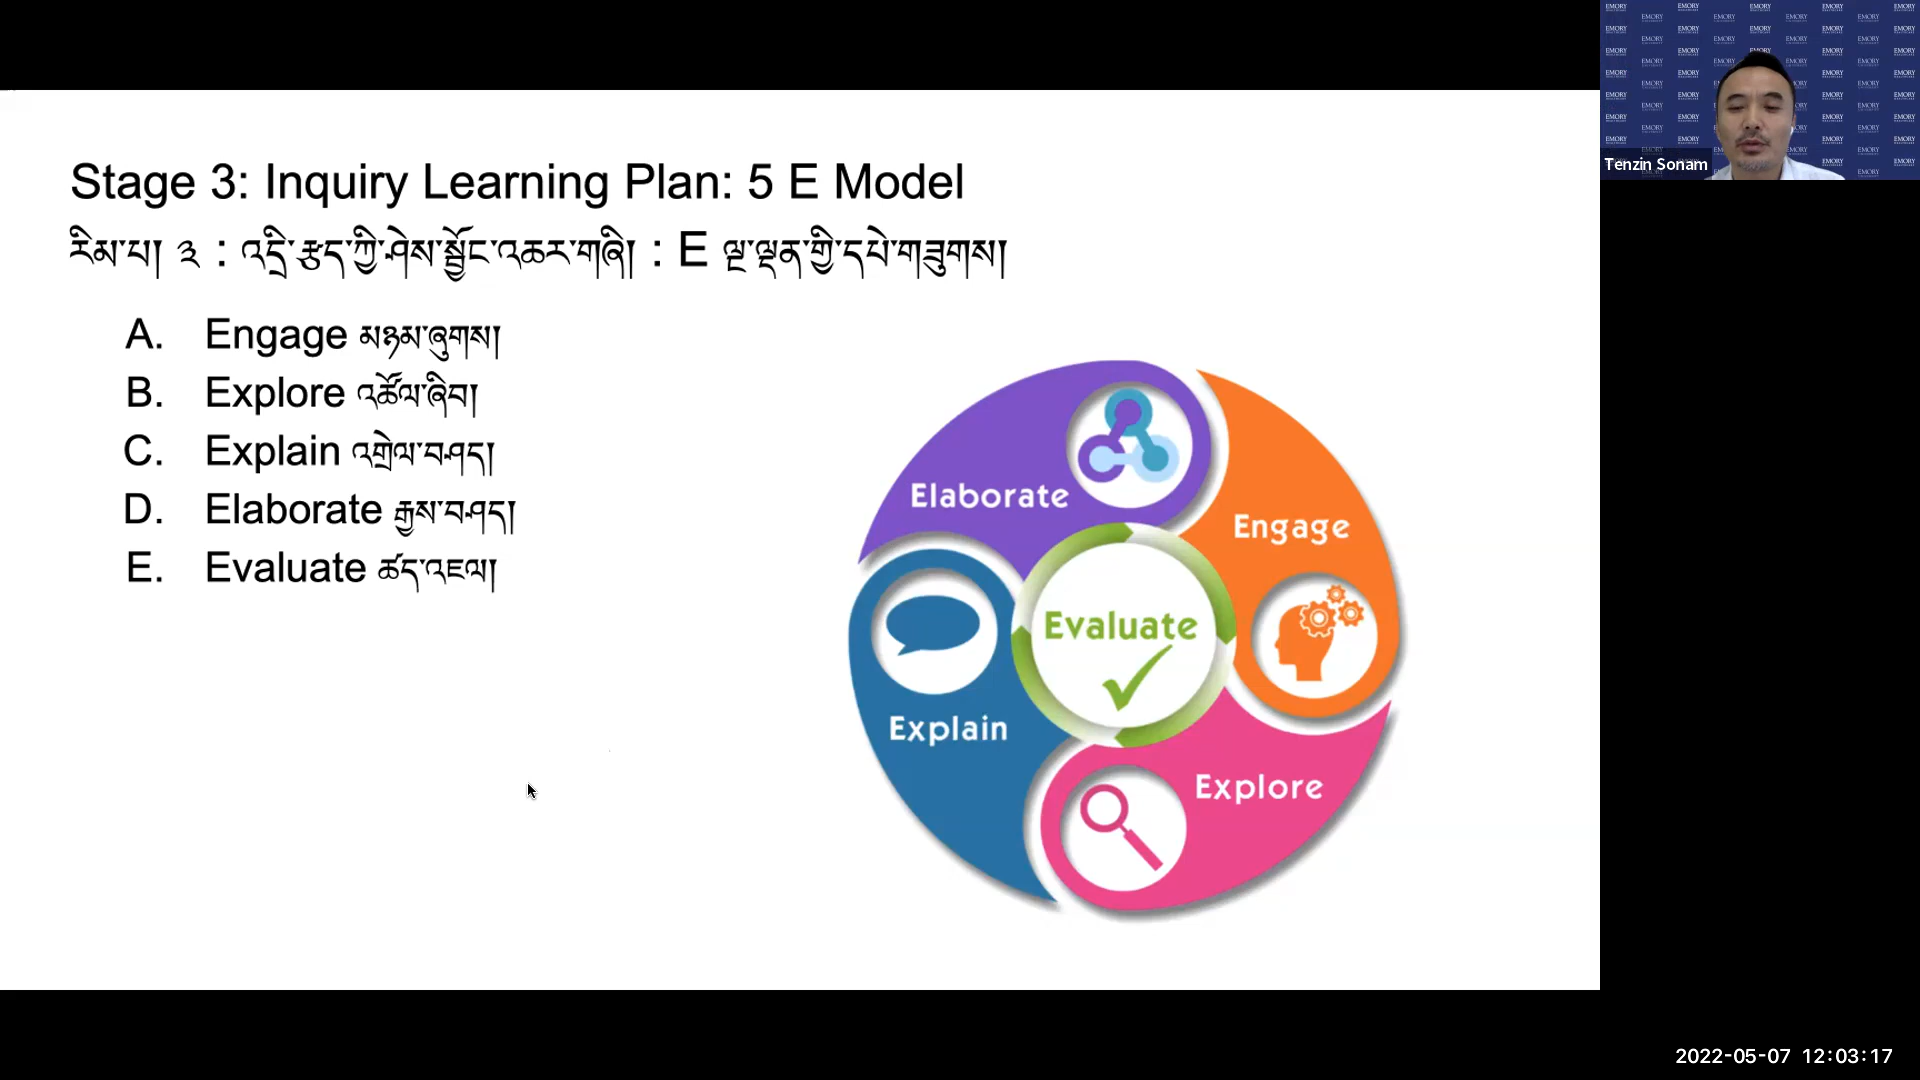 Stage 3: Inquiry Learning Plan: 5 E Model
རིམ་པ། ༣ : འདྲི་རྩད་ཀྱི་ཤེས་སྦྱོང་འཆར་གཞི། : E ལྔ་ལྡན་གྱི་དཔེ་གཟུགས།
A. Engage མཉམ་ཞུགས།
B. Explore འཚོལ་ཞིབ།
C. Explain འགྲེལ་བཤད།
D. Elaborate རྒྱས་བཤད།
E. Evaluate ཚད་འཇལ།
Elaborate
Engage
Evaluate
Explain
Explore
Tenzin Sonam
2022-05-07 12:03:17